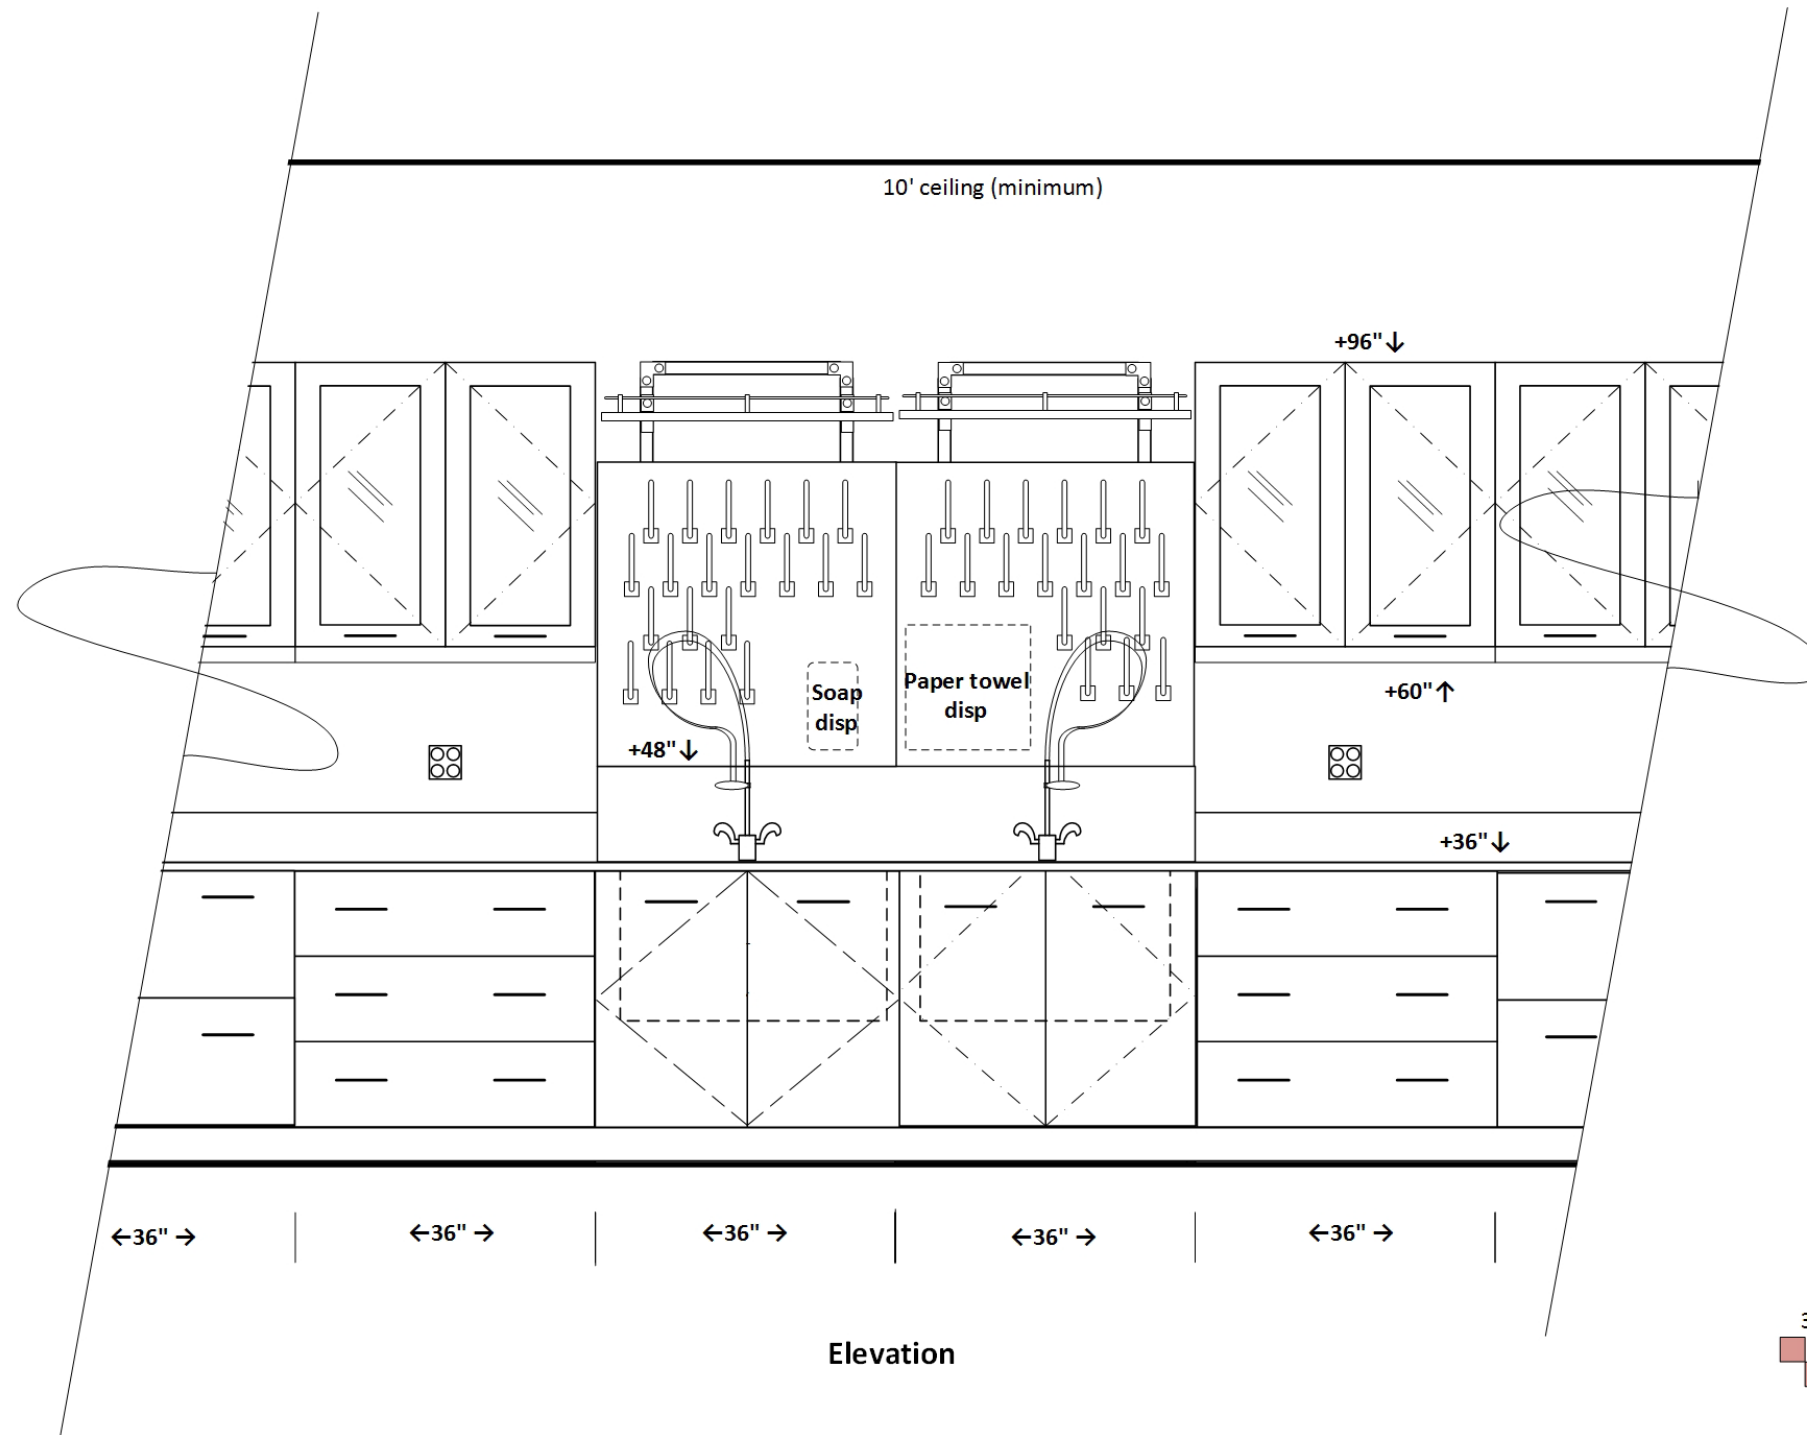 10' ceiling (minimum)
+96"↓
Soap
disp
Paper towel
disp
+60"↑
+48"↓
+36"↓
←36" →
←36" →
←36" →
←36" →
←36" →
Elevation